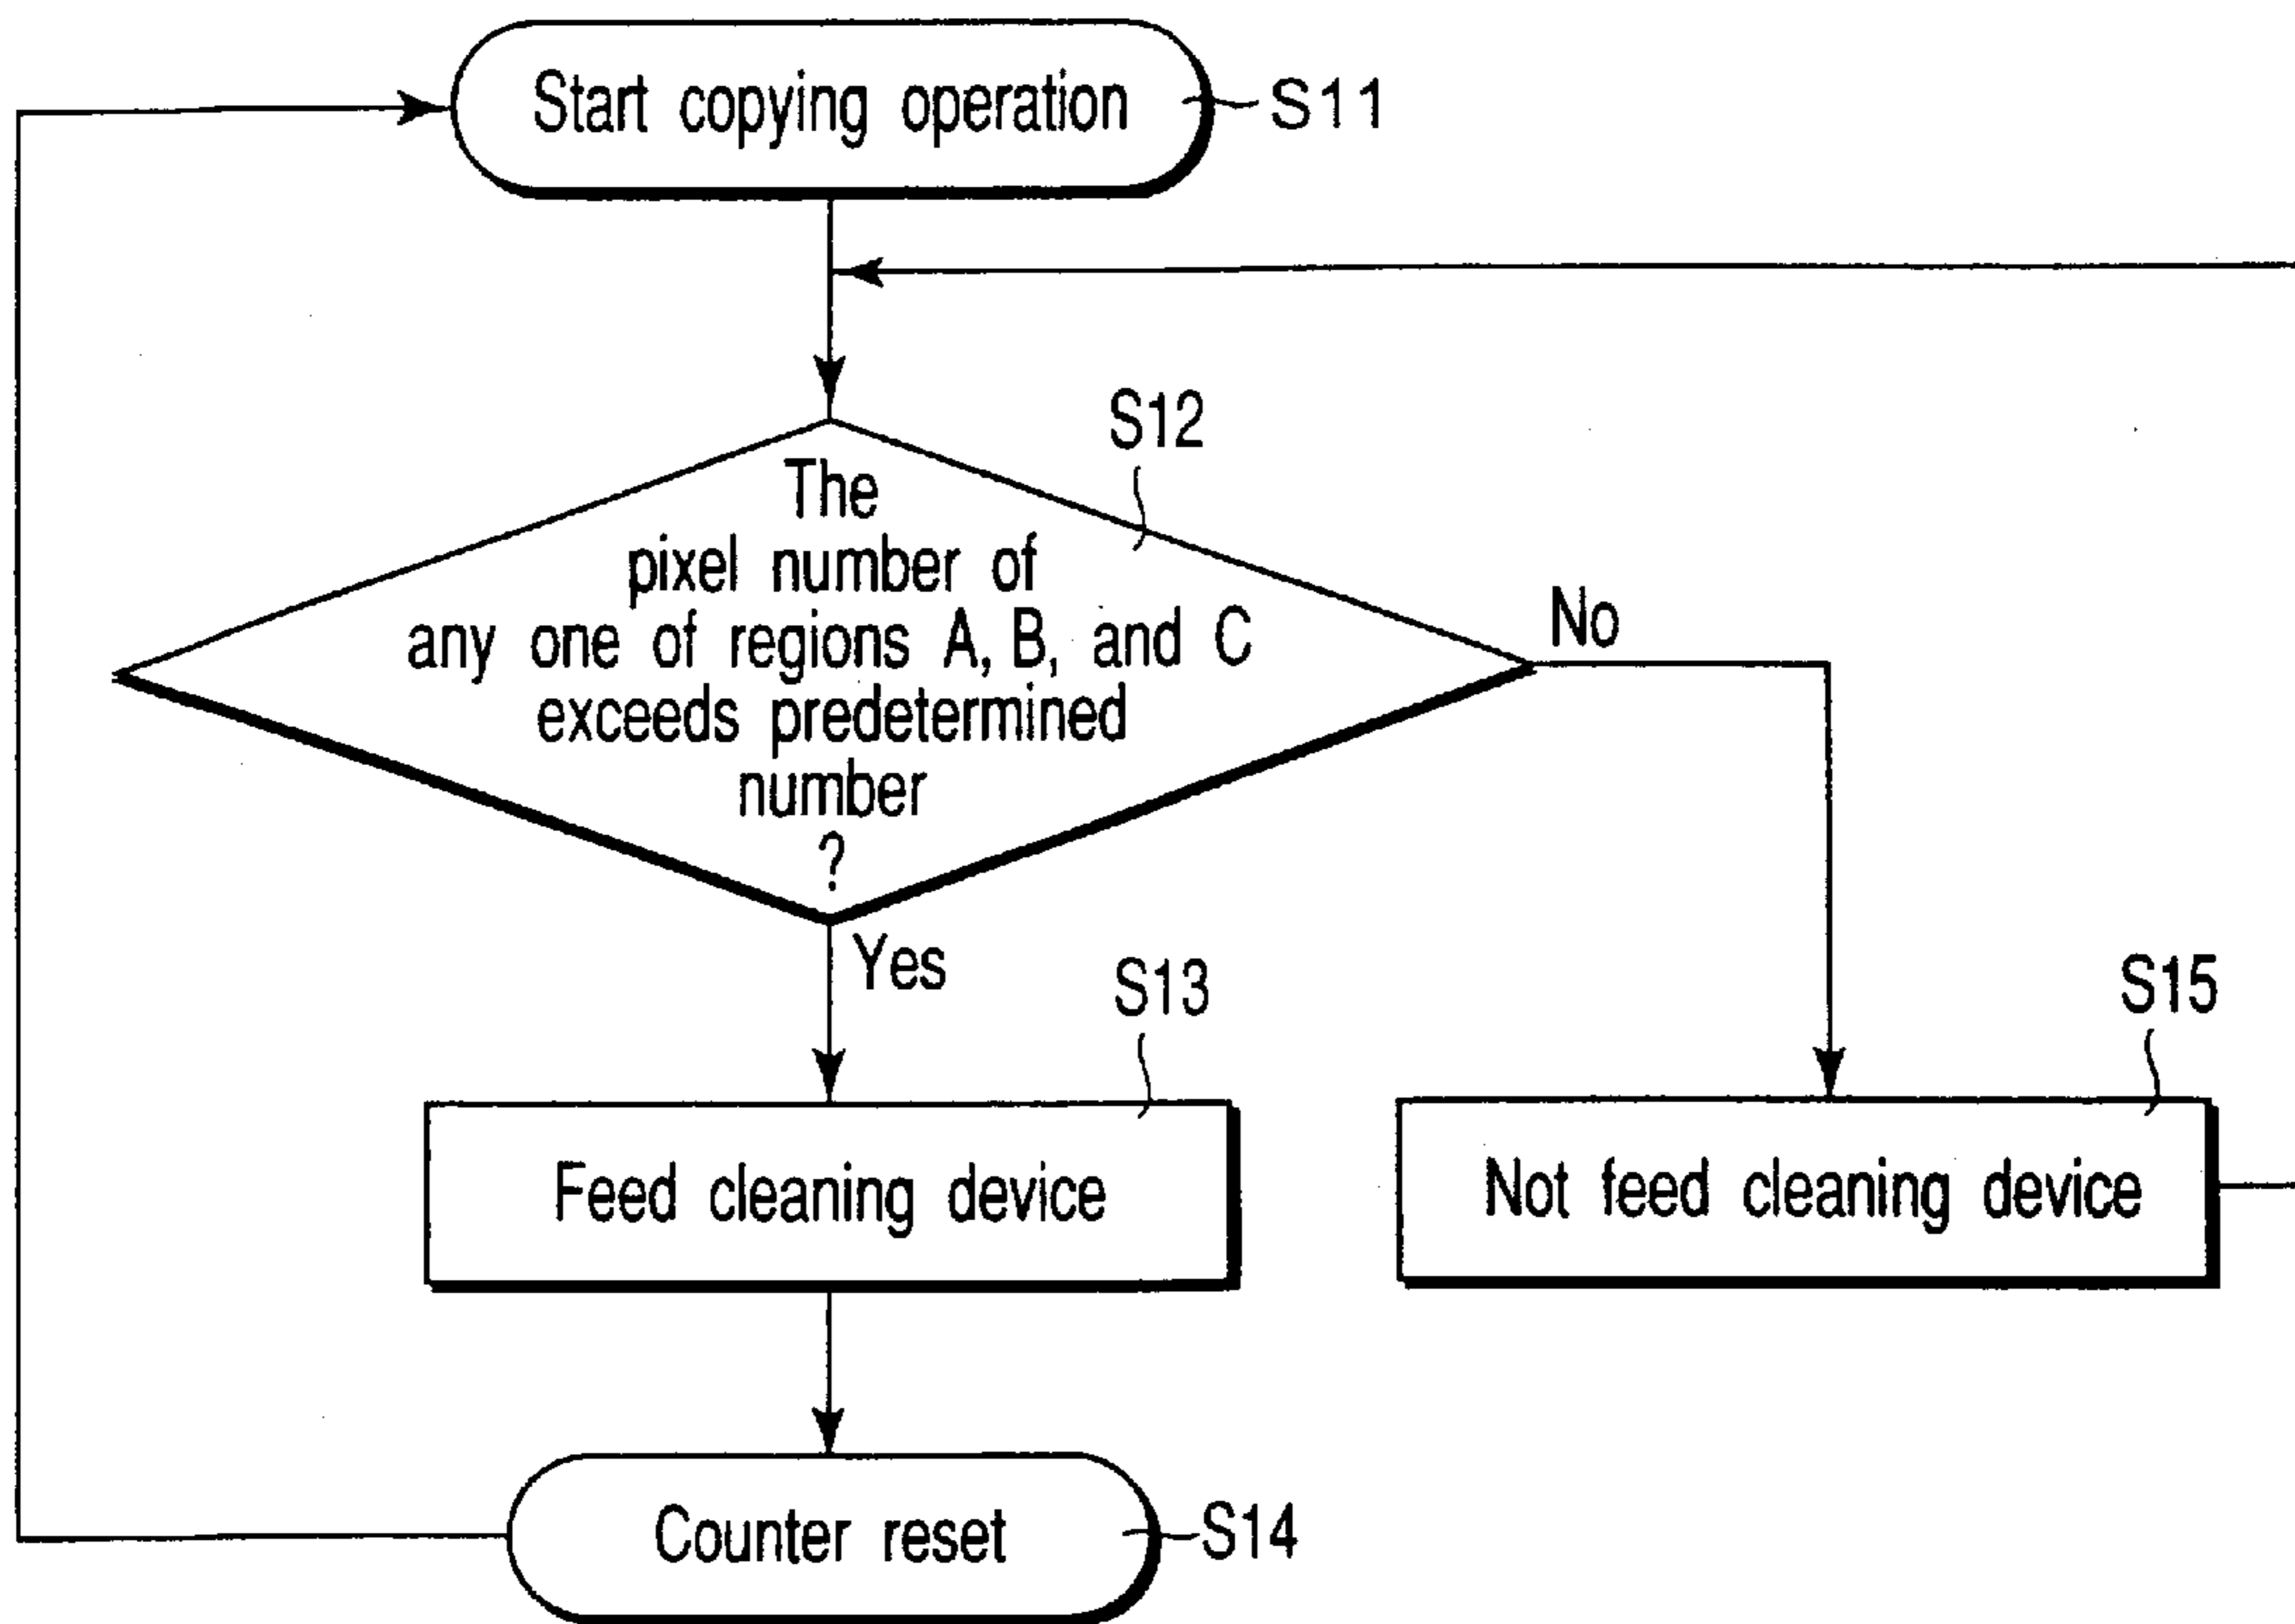 Start copying operation
S11
S12
The
pixel number of
any one of regions A, B, and C
exceeds predetermined
number
?
No
Yes
S13
S15
Feed cleaning device
Not feed cleaning device
Counter reset
S14